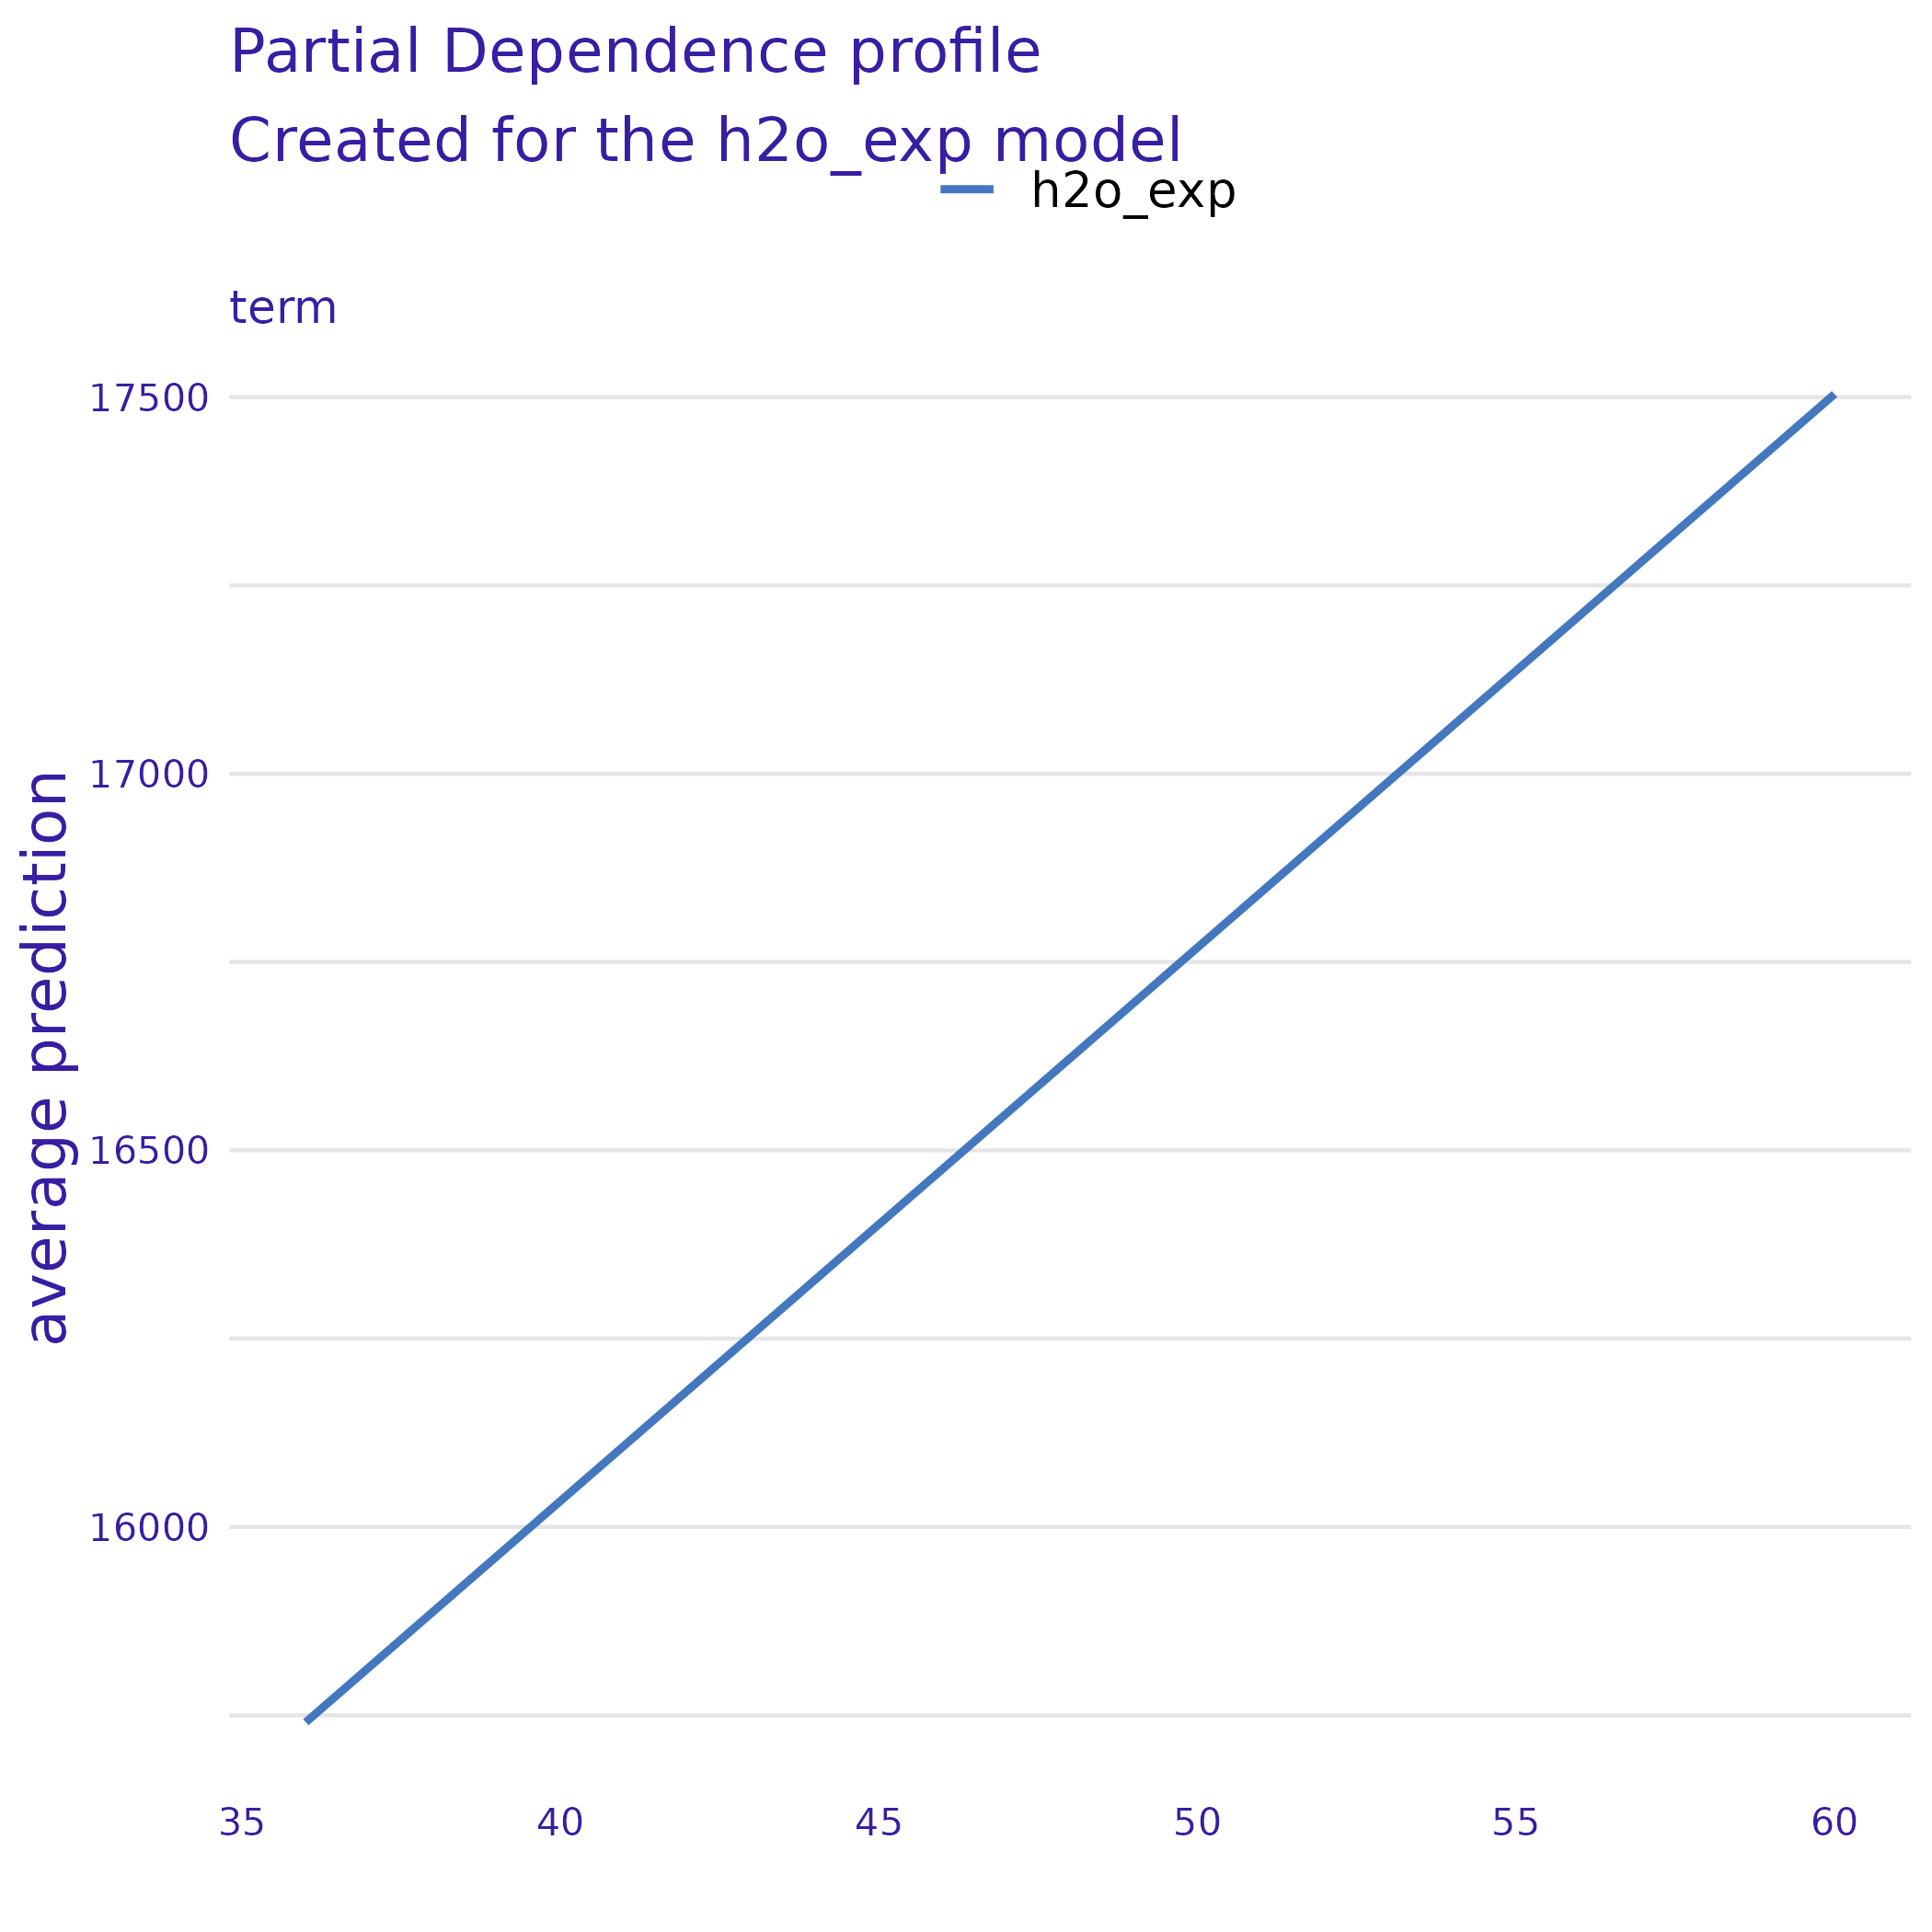 Partial Dependence profile
Created for the h2o_exp model
h2o_exp
term
17500
17000
16500
16000
average prediction
35 40 45 50 55 60